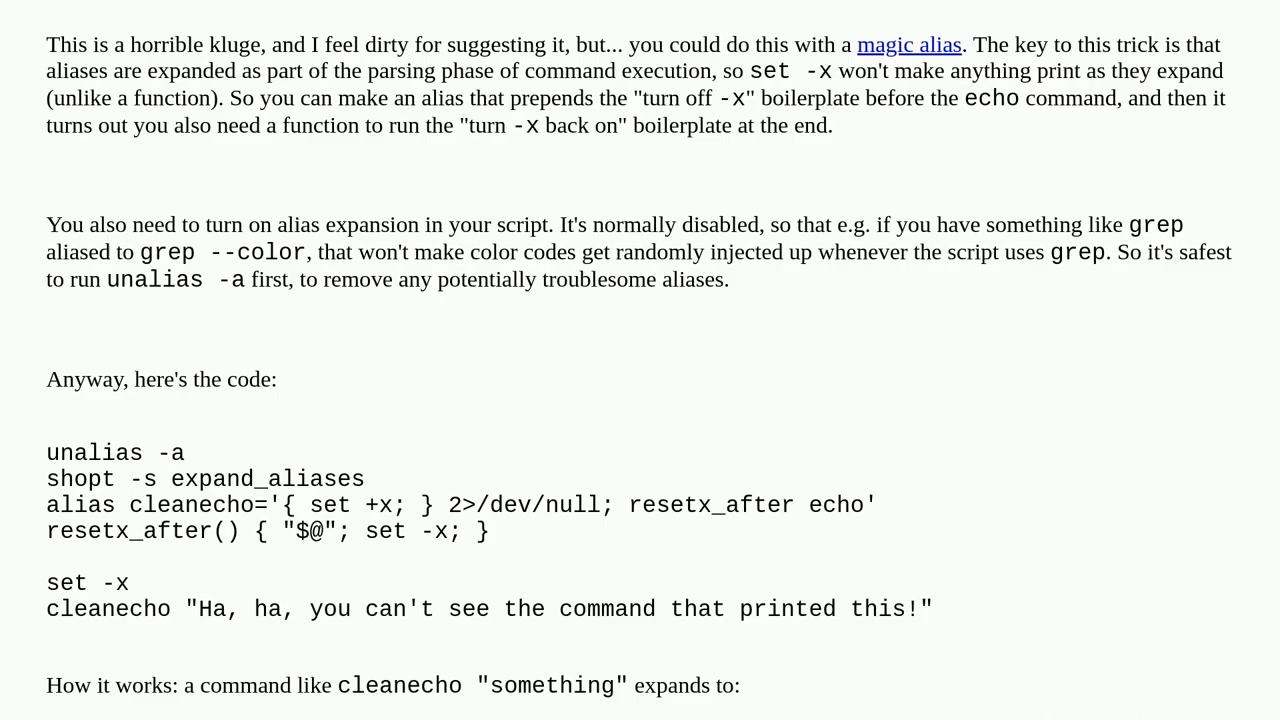 This is a horrible kluge, and I feel dirty for suggesting it, but... you could do this with a magic alias. The key to this trick is that
aliases are expanded as part of the parsing phase of command execution, so set -x won't make anything print as they expand
(unlike a function). So you can make an alias that prepends the "turn off -x" boilerplate before the echo command, and then it
turns out you also need a function to run the "turn -x back on" boilerplate at the end.
You also need to turn on alias expansion in your script. It's normally disabled, so that e.g. if you have something like grep
aliased to grep --color, that won't make color codes get randomly injected up whenever the script uses grep. So it's safest
to run unalias -a first, to remove any potentially troublesome aliases.
Anyway, here's the code:
unalias -a
shopt -s expand_aliases
alias cleanecho='{ set +x; } 2>/dev/null; resetx_after echo'
resetx_after() { "$@"; set -x; }
set -x
cleanecho "Ha, ha, you can't see the command that printed this!"
How it works: a command like cleanecho "something" expands to: